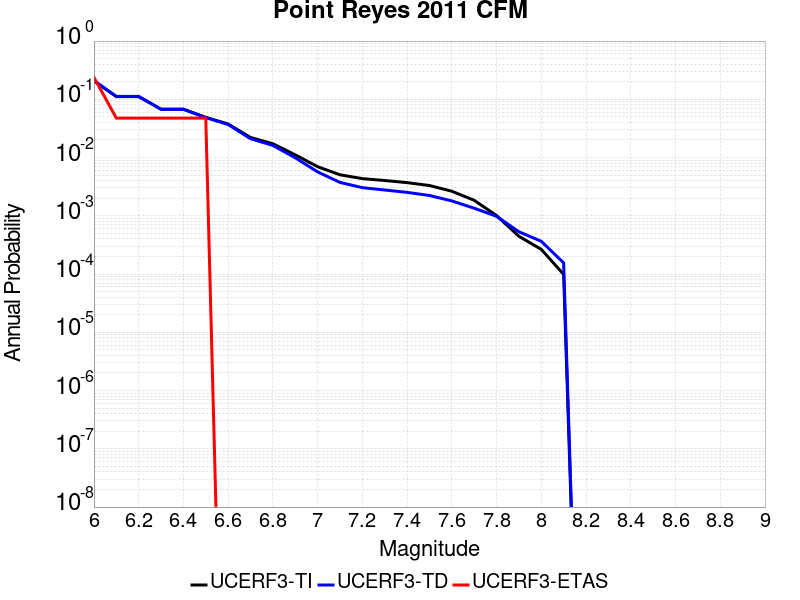 Point Reyes 2011 CFM
10^0
10^-1
10^-2
10^-3
10^-4
10^-5
10^-6
10^-7
10^-8
Annual Probability
6 6.2 6.4 6.6 6.8 7 7.2 7.4 7.6 7.8 8 8.2 8.4 8.6 8.8 9
Magnitude
UCERF3-TI UCERF3-TD UCERF3-ETAS